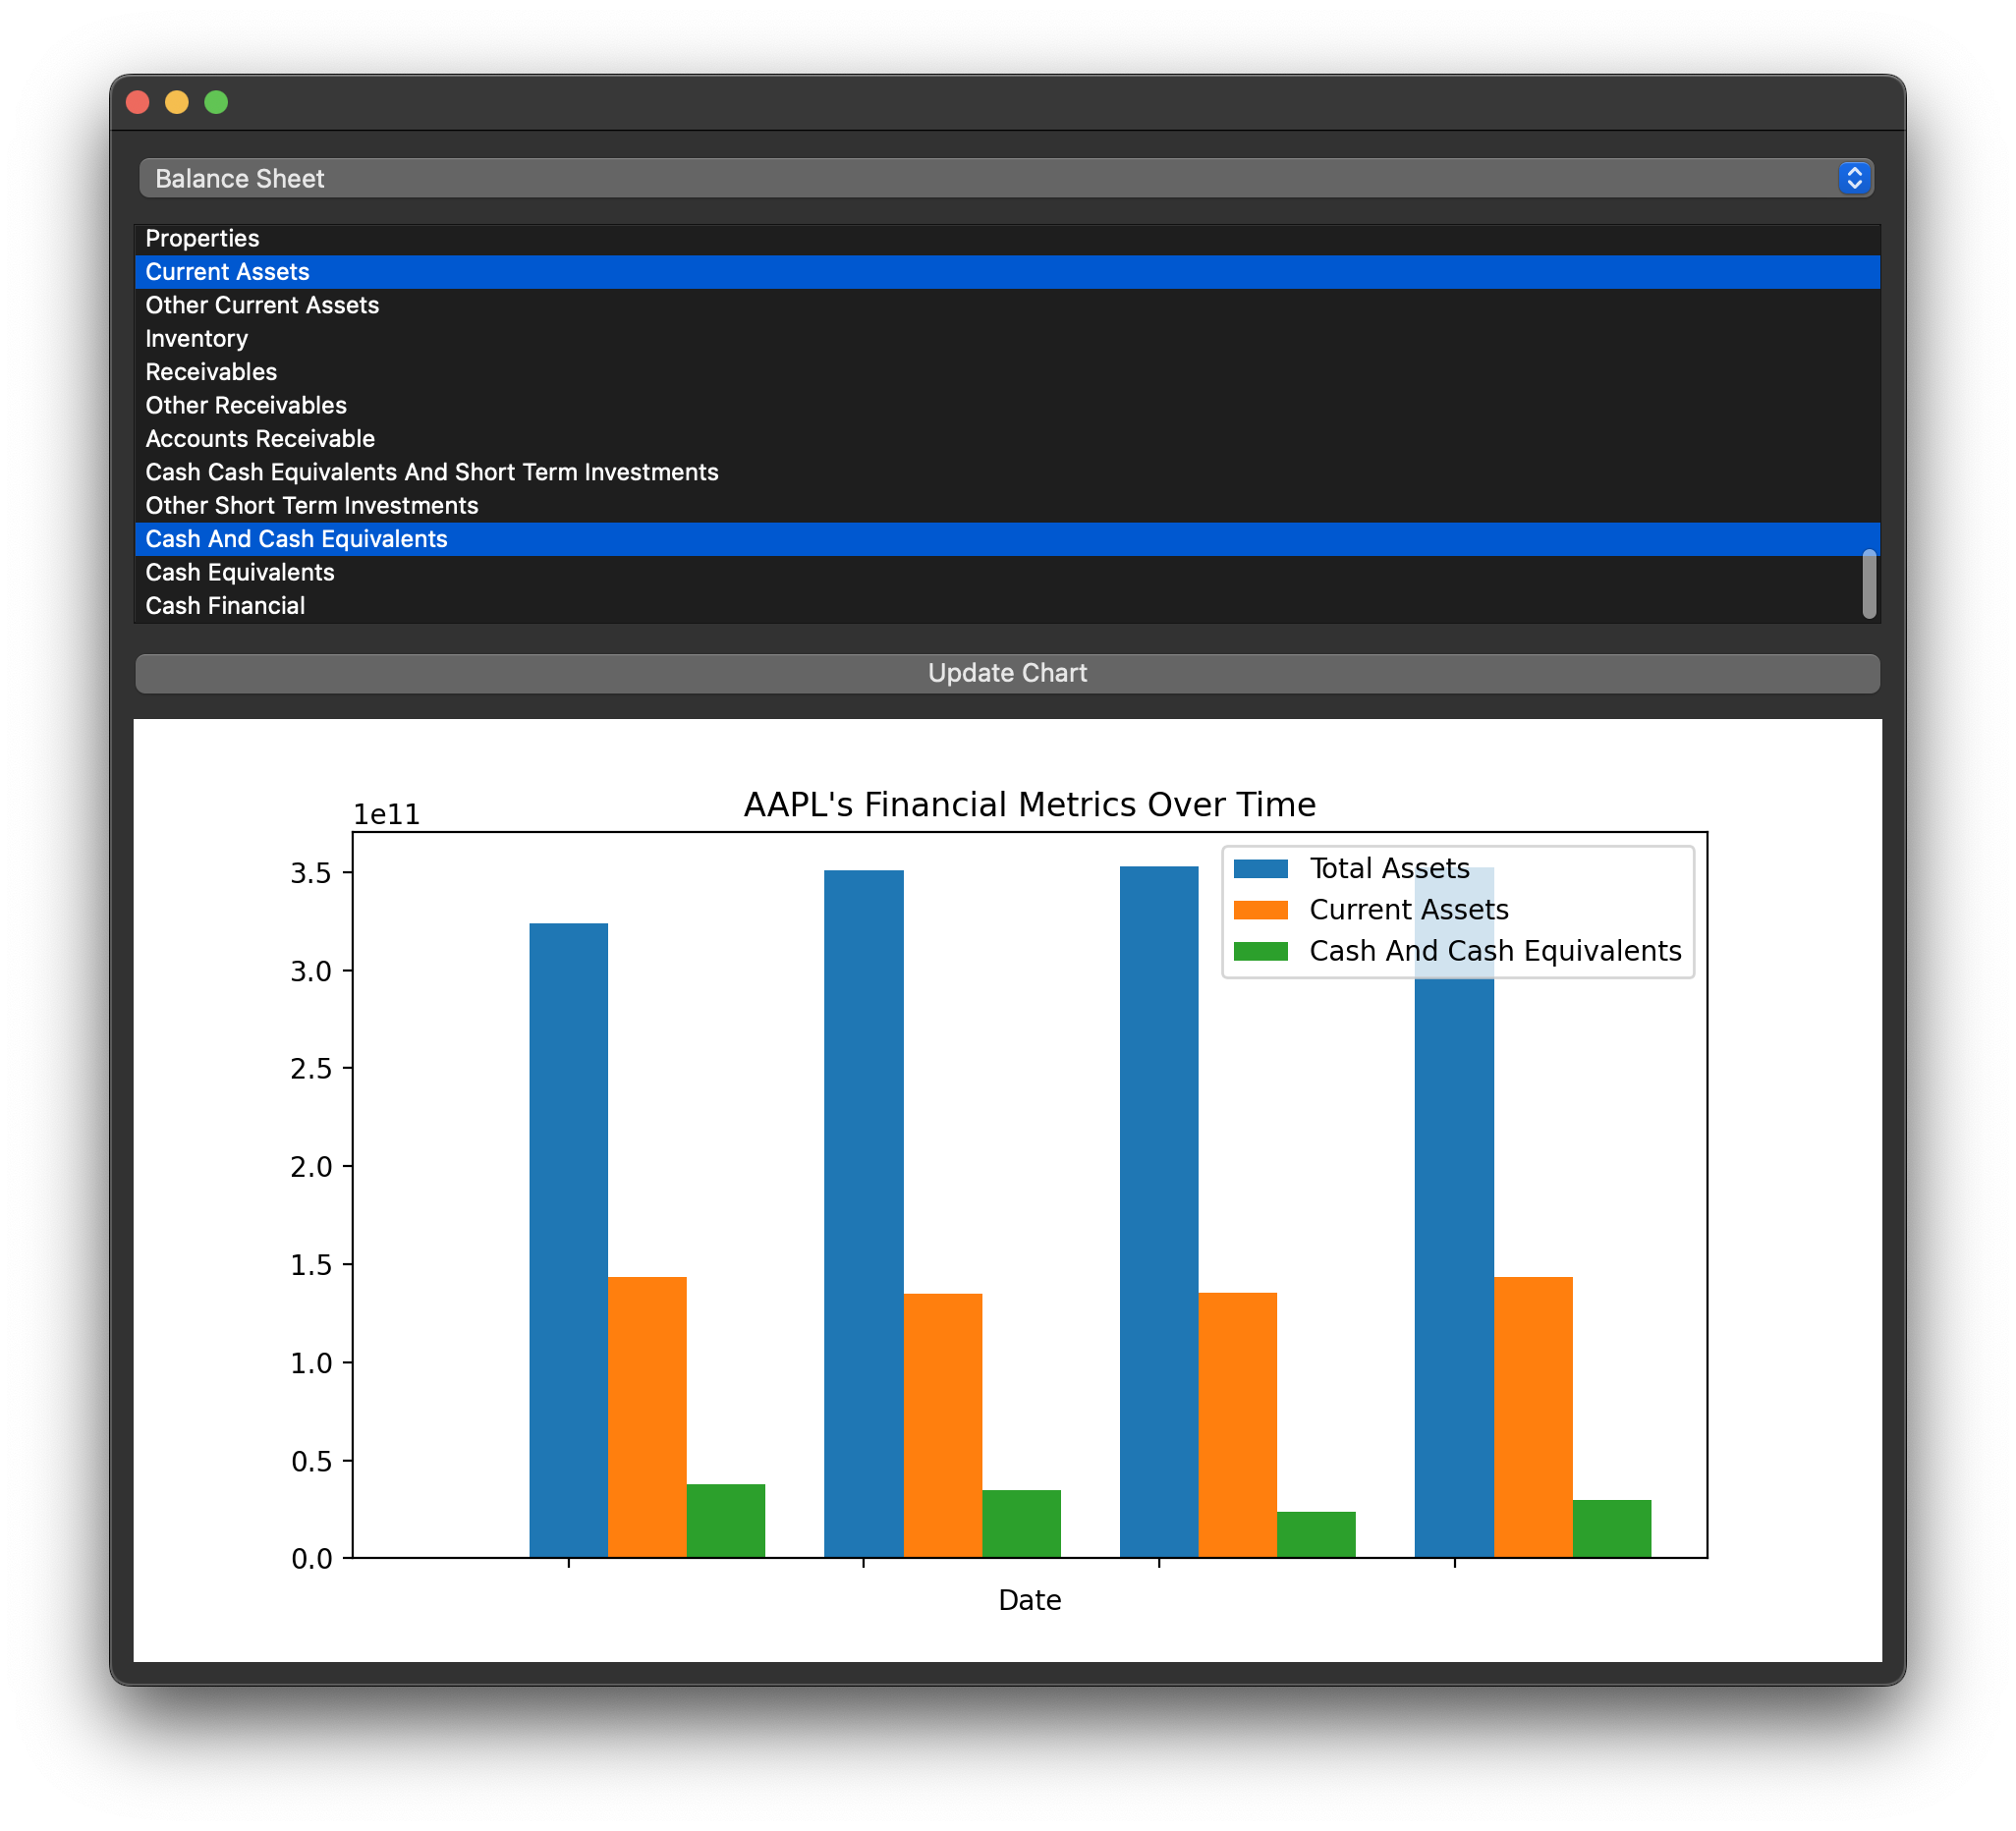 Balance Sheet
Properties
Current Assets
Other Current Assets
Inventory
Receivables
Other Receivables
Accounts Receivable
Cash Cash Equivalents And Short Term Investments
Other Short Term Investments
Cash And Cash Equivalents
Cash Equivalents
Cash Financial
Update Chart
AAPL's Financial Metrics Over Time
1e11
3.5
3.0
2.5
2.0
1.5
1.0
0.5
0.0
Total Assets
Current Assets
Cash And Cash Equivalents
Date